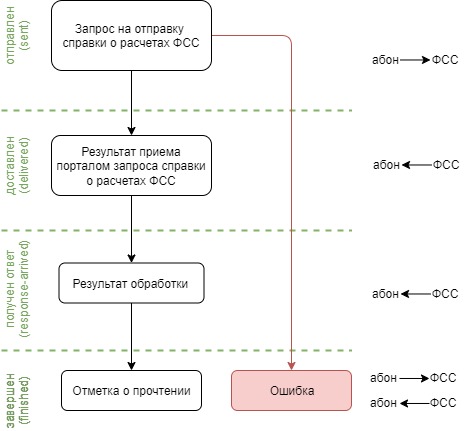 отправлен
(sent)
Запрос на отправку
справки о расчетах ФСС
абон ФСС
доставлен
(delivered)
Результат приема
порталом запроса справки
о расчетах ФСС
абон ФСС
получен ответ
(response-arrived)
Результат обработки
абон ФСС
завершен
(finished)
Отметка о прочтении
Ошибка
абон ФСС
абон ФСС